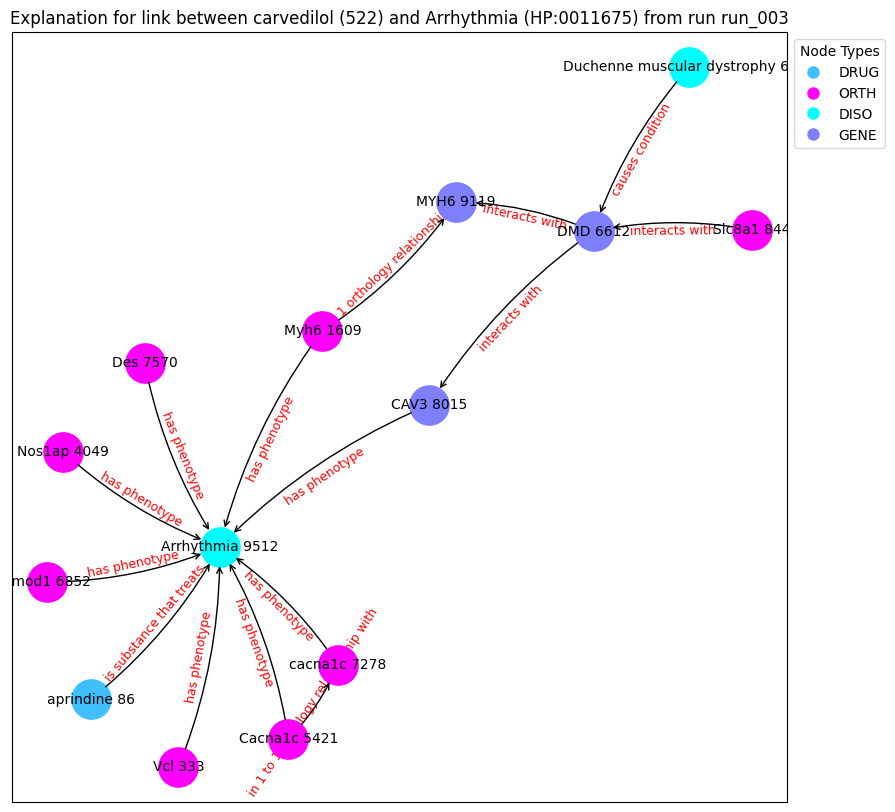 Explanation for link between carvedilol (522) and Arrhythmia (HP:0011675) from run run_003
Node Types
DRUG
ORTH
DISO
GENE
Duchenne muscular dystrophy 6
causes condition
MYH6 9119
interacts with
DMD 6612
interacts with
Slc8a1 844
1 orthology relationshi
interacts with
Myh6 1609
Des 7570
CAV3 8015
has phenotype
has phenotype
has phenotype
Nos1ap 4049
has phenotype
Arrhythmia 9512
mod1 6852
has phenotype
is substance that treats
has phenotype
has phenotype
has phenotype
cacna1c 7278
aprindine 86
Cacna1c 5421
in 1 to 1 logy rel ip with
Vcl 333